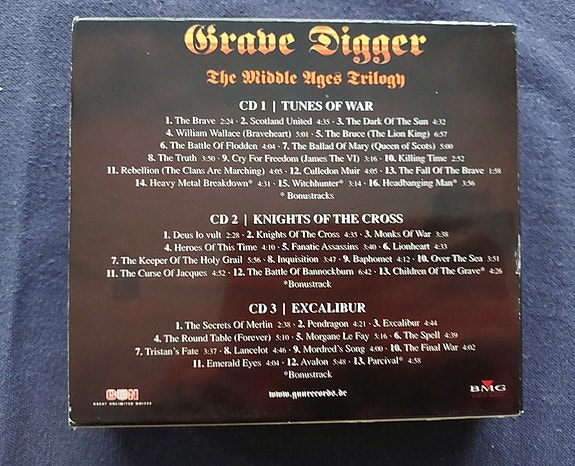 Grave Digger
The Middle Ages Trilogy
CD 1 | TUNES OF WAR
1. The Brave 2:24 · 2. Scotland United 4:35 · 3. The Dark Of The Sun 4:32
4. William Wallace (Braveheart) 5:01 · 5. The Bruce (The Lion King) 6:57
6. The Battle Of Flodden 4:04 · 7. The Ballad Of Mary (Queen of Scots) 5:00
8. The Truth 3:50 · 9. Cry For Freedom (James The VI) 3:16 · 10. Killing Time 2:52
11. Rebellion (The Clans Are Marching) 4:05 · 12. Culledon Muir 4:05 · 13. The Fall Of The Brave 1:58
14. Heavy Metal Breakdown* 4:31 · 15. Witchhunter* 3:14 · 16. Headbanging Man* 3:56
* Bonustracks
CD 2 | KNIGHTS OF THE CROSS
1. Deus lo vult 2:28 · 2. Knights Of The Cross 4:35 · 3. Monks Of War 3:38
4. Heroes Of This Time 4:10 · 5. Fanatic Assassins 3:40 · 6. Lionheart 4:33
7. The Keeper Of The Holy Grail 5:56 · 8. Inquisition 3:47 · 9. Baphomet 4:12 · 10. Over The Sea 3:51
11. The Curse Of Jacques 4:52 · 12. The Battle Of Bannockburn 6:42 · 13. Children Of The Grave* 4:26
*Bonustrack
CD 3 | EXCALIBUR
1. The Secrets Of Merlin 2:38 · 2. Pendragon 4:21 · 3. Excalibur 4:44
4. The Round Table (Forever) 5:10 · 5. Morgane Le Fay 5:16 · 6. The Spell 4:39
7. Tristan's Fate 3:37 · 8. Lancelot 4:46 · 9. Mordred's Song 4:00 · 10. The Final War 4:02
11. Emerald Eyes 4:04 · 12. Avalon 5:48 · 13. Parcival* 4:58
*Bonustrack
GUN
GREAT UNLIMITED NOISES
www.gunrecords.de
BMG